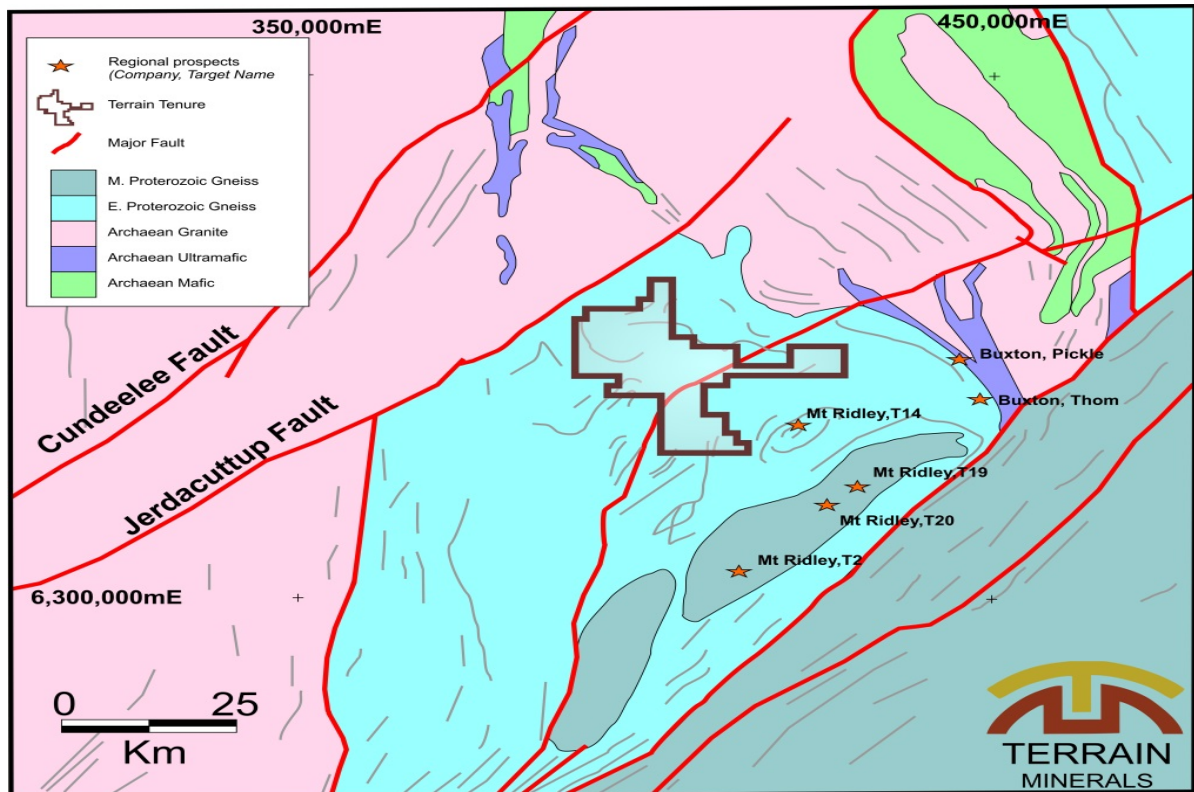 350,000mE
450,000mE
Regional prospects
(Company, Target Name
Terrain Tenure
Major Fault
M. Proterozoic Gneiss
E. Proterozoic Gneiss
Archaean Granite
Archaean Ultramafic
Archaean Mafic
Cundeelee Fault
Jerdacuttup Fault
Buxton, Pickle
Buxton, Thom
Mt Ridley,T14
Mt Ridley,T19
Mt Ridley,T20
Mt Ridley,T2
6,300,000mE
0 25
Km
TERRAIN
MINERALS